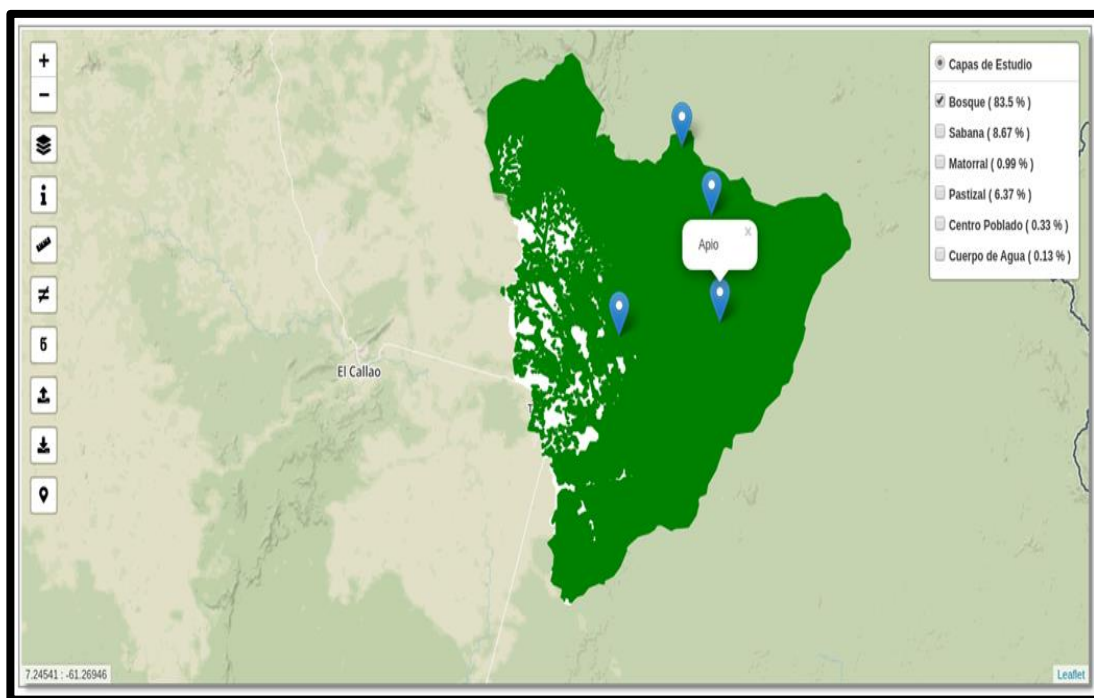 +
−
i
≠
6
Capas de Estudio
Bosque ( 83.5 % )
Sabana ( 8.67 % )
Matorral ( 0.99 % )
Pastizal ( 6.37 % )
Centro Poblado ( 0.33 % )
Cuerpo de Agua ( 0.13 % )
Apio
x
El Callao
T
7.24541 : -61.26946
Leaflet